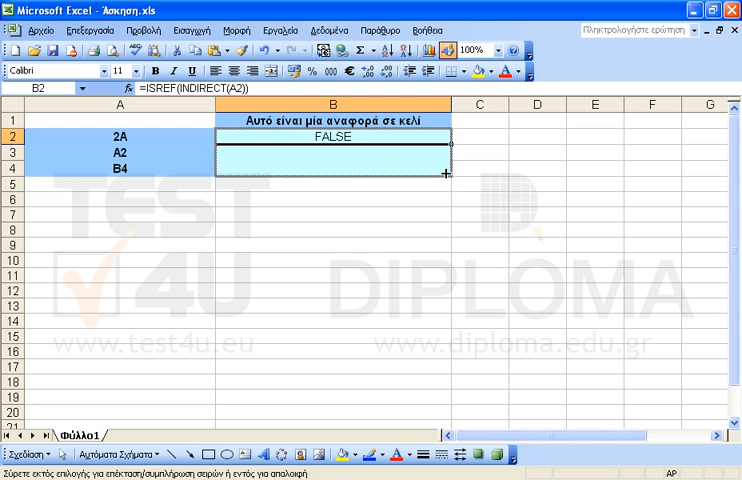 Microsoft Excel - Άσκηση.xls
Αρχείο Επεξεργασία Προβολή Εισαγωγή Μορφή Εργαλεία Δεδομένα Παράθυρο Βοήθεια Πληκτρολογήστε ερώτηση
100%
Calibri 11 B I U % 000 €
B2 fx =ISREF(INDIRECT(A2))
A B C D E F G
1 Αυτό είναι μία αναφορά σε κελί
2 2A FALSE
3 A2
4 B4
5
6
7
8
9
10
11
12
13
14
15
16
17
18
19
20
21
TEST 4U
www.test4u.eu
D
DIPLOMA
www.diploma.edu.gr
Φύλλο1
Σχεδίαση Αυτόματα Σχήματα
Σύρετε εκτός επιλογής για επέκταση/συμπλήρωση σειρών ή εντός για απαλοιφή ΑΡ